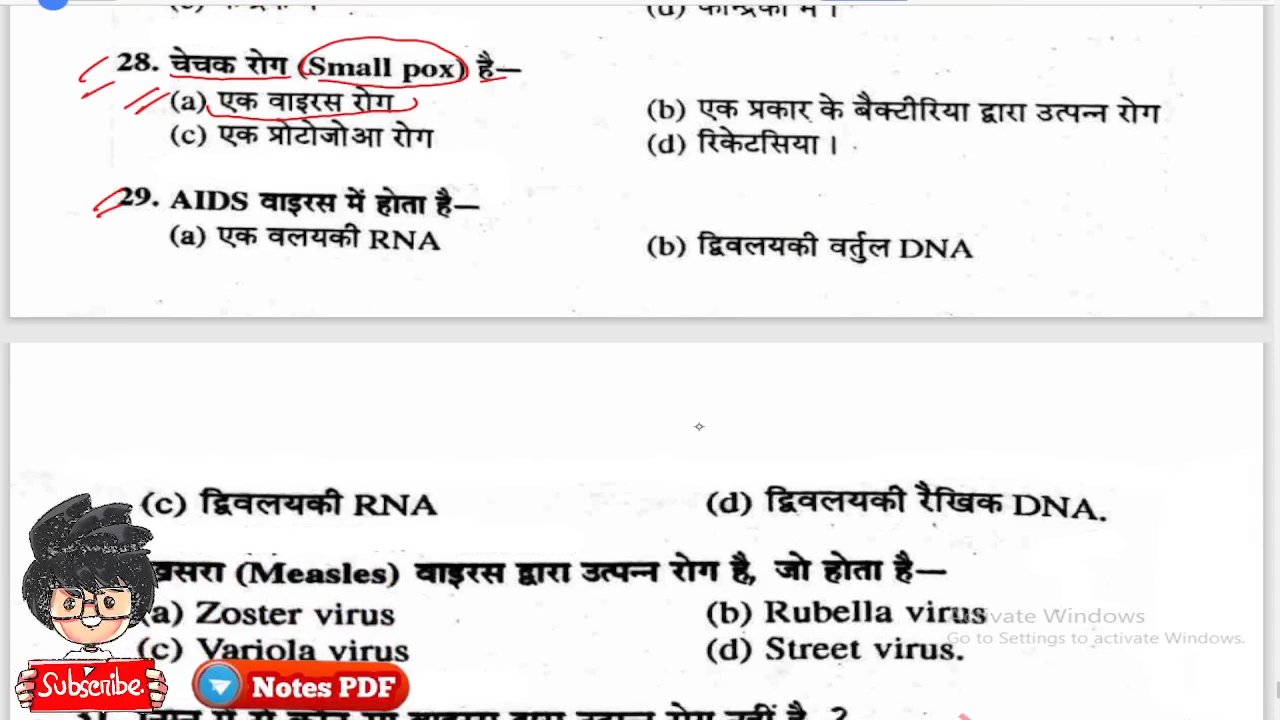 28. चेचक रोग (Small pox) है—
(a) एक वाइरस रोग
(b) एक प्रकार के बैक्टीरिया द्वारा उत्पन्न रोग
(c) एक प्रोटोजोआ रोग
(d) रिकेटसिया ।
29. AIDS वाइरस में होता है—
(a) एक वलयकी RNA
(b) द्विवलयकी वर्तुल DNA
(c) द्विवलयकी RNA
(d) द्विवलयकी रैखिक DNA.
(Measles) वाइरस द्वारा उत्पन्न रोग है, जो होता है—
(a) Zoster virus
(b) Rubella virus
(c) Variola virus
(d) Street virus.
Activate Windows
Go to Settings to activate Windows.
Subscribe.
Notes PDF